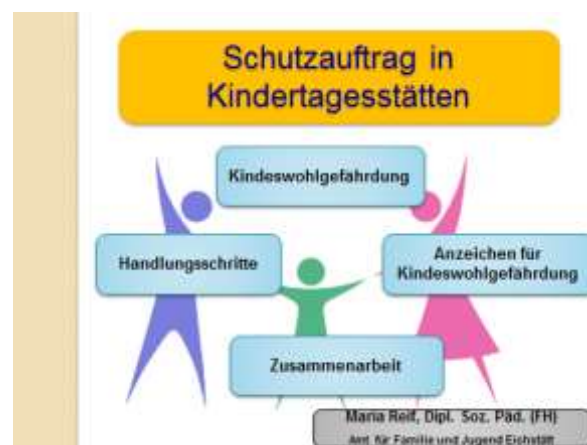 Schutzauftrag in
Kindertagesstätten
Kindeswohlgefährdung
Handlungsschritte
Anzeichen für
Kindeswohlgefährdung
Zusammenarbeit
Maria Reif, Dipl. Soz. Päd. (FH)
Amt für Familie und Jugend Eichstätt